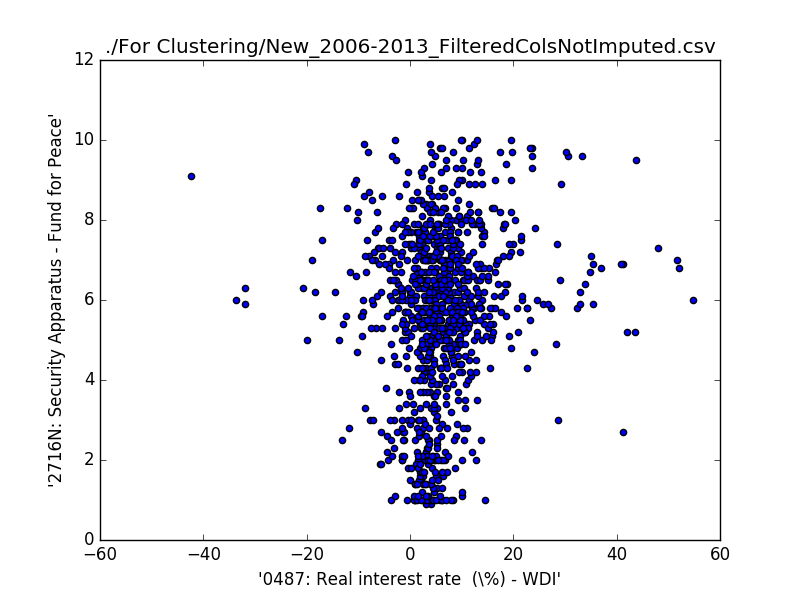 ./For Clustering/New_2006-2013_FilteredColsNotImputed.csv
'2716N: Security Apparatus - Fund for Peace'
12
10
8
6
4
2
0
−60 −40 −20 0 20 40 60
'0487: Real interest rate  (\%) - WDI'